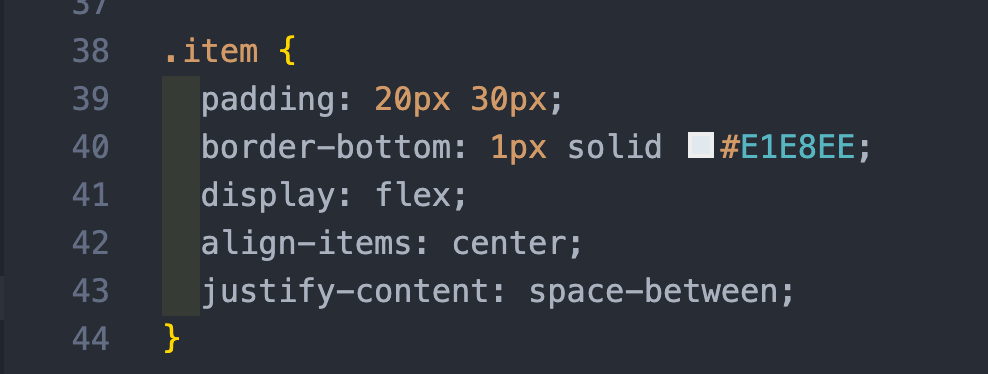 37
38 .item {
39 padding: 20px 30px;
40 border-bottom: 1px solid #E1E8EE;
41 display: flex;
42 align-items: center;
43 justify-content: space-between;
44 }